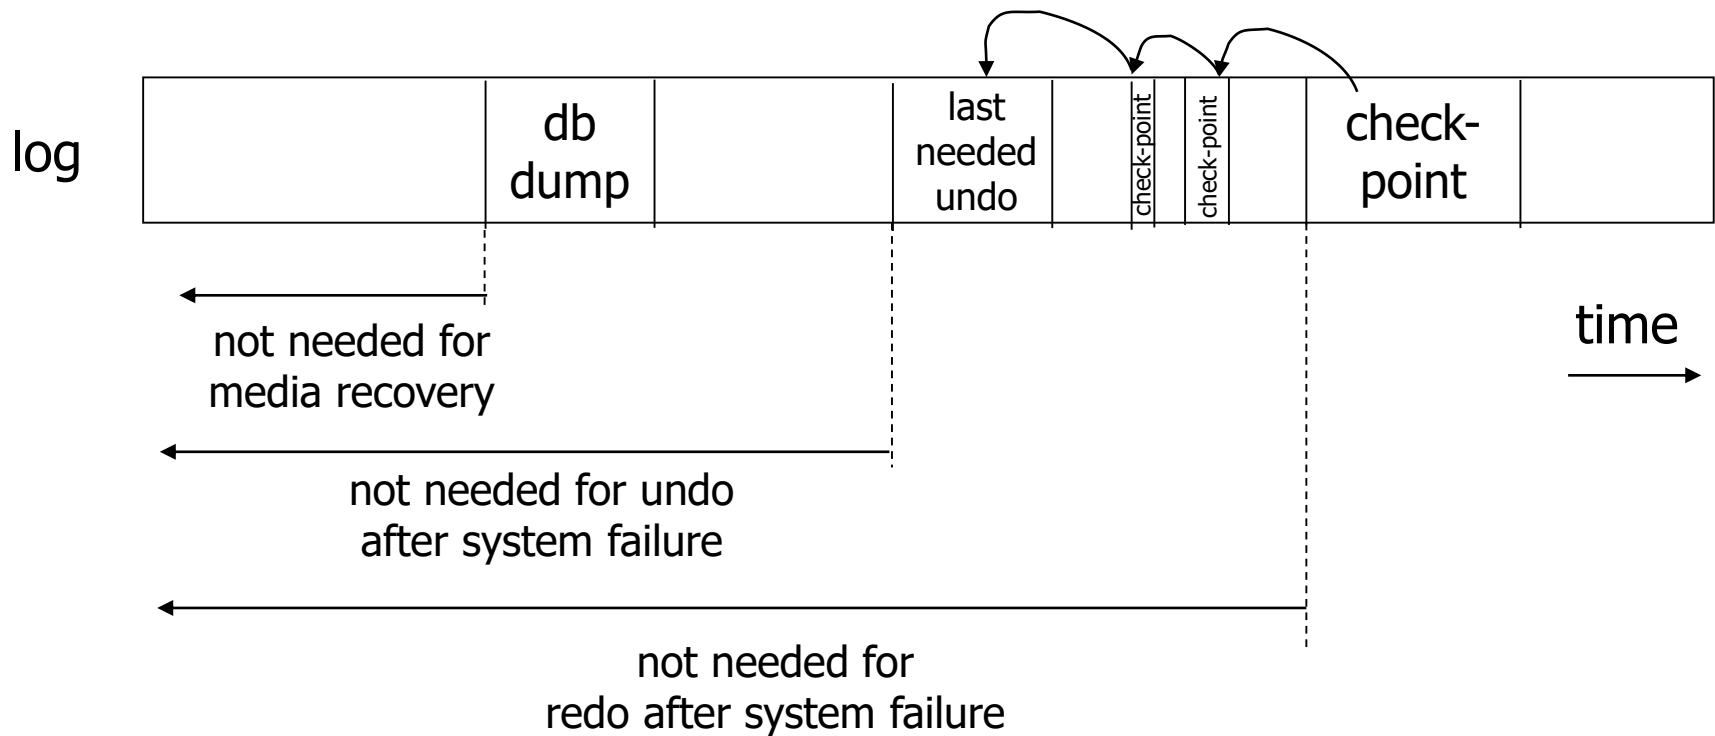 log
db
dump
last
needed
undo
check-point
check-point
check-
point
time
not needed for
media recovery
not needed for undo
after system failure
not needed for
redo after system failure